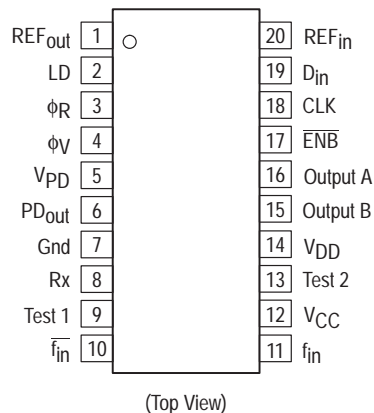 REFout 1 20 REFin
LD 2 19 Din
ϕR 3 18 CLK
ϕV 4 17 E̅N̅B̅
VPD 5 16 Output A
PDout 6 15 Output B
Gnd 7 14 VDD
Rx 8 13 Test 2
Test 1 9 12 VCC
f̅i̅n̅ 10 11 fin
(Top View)